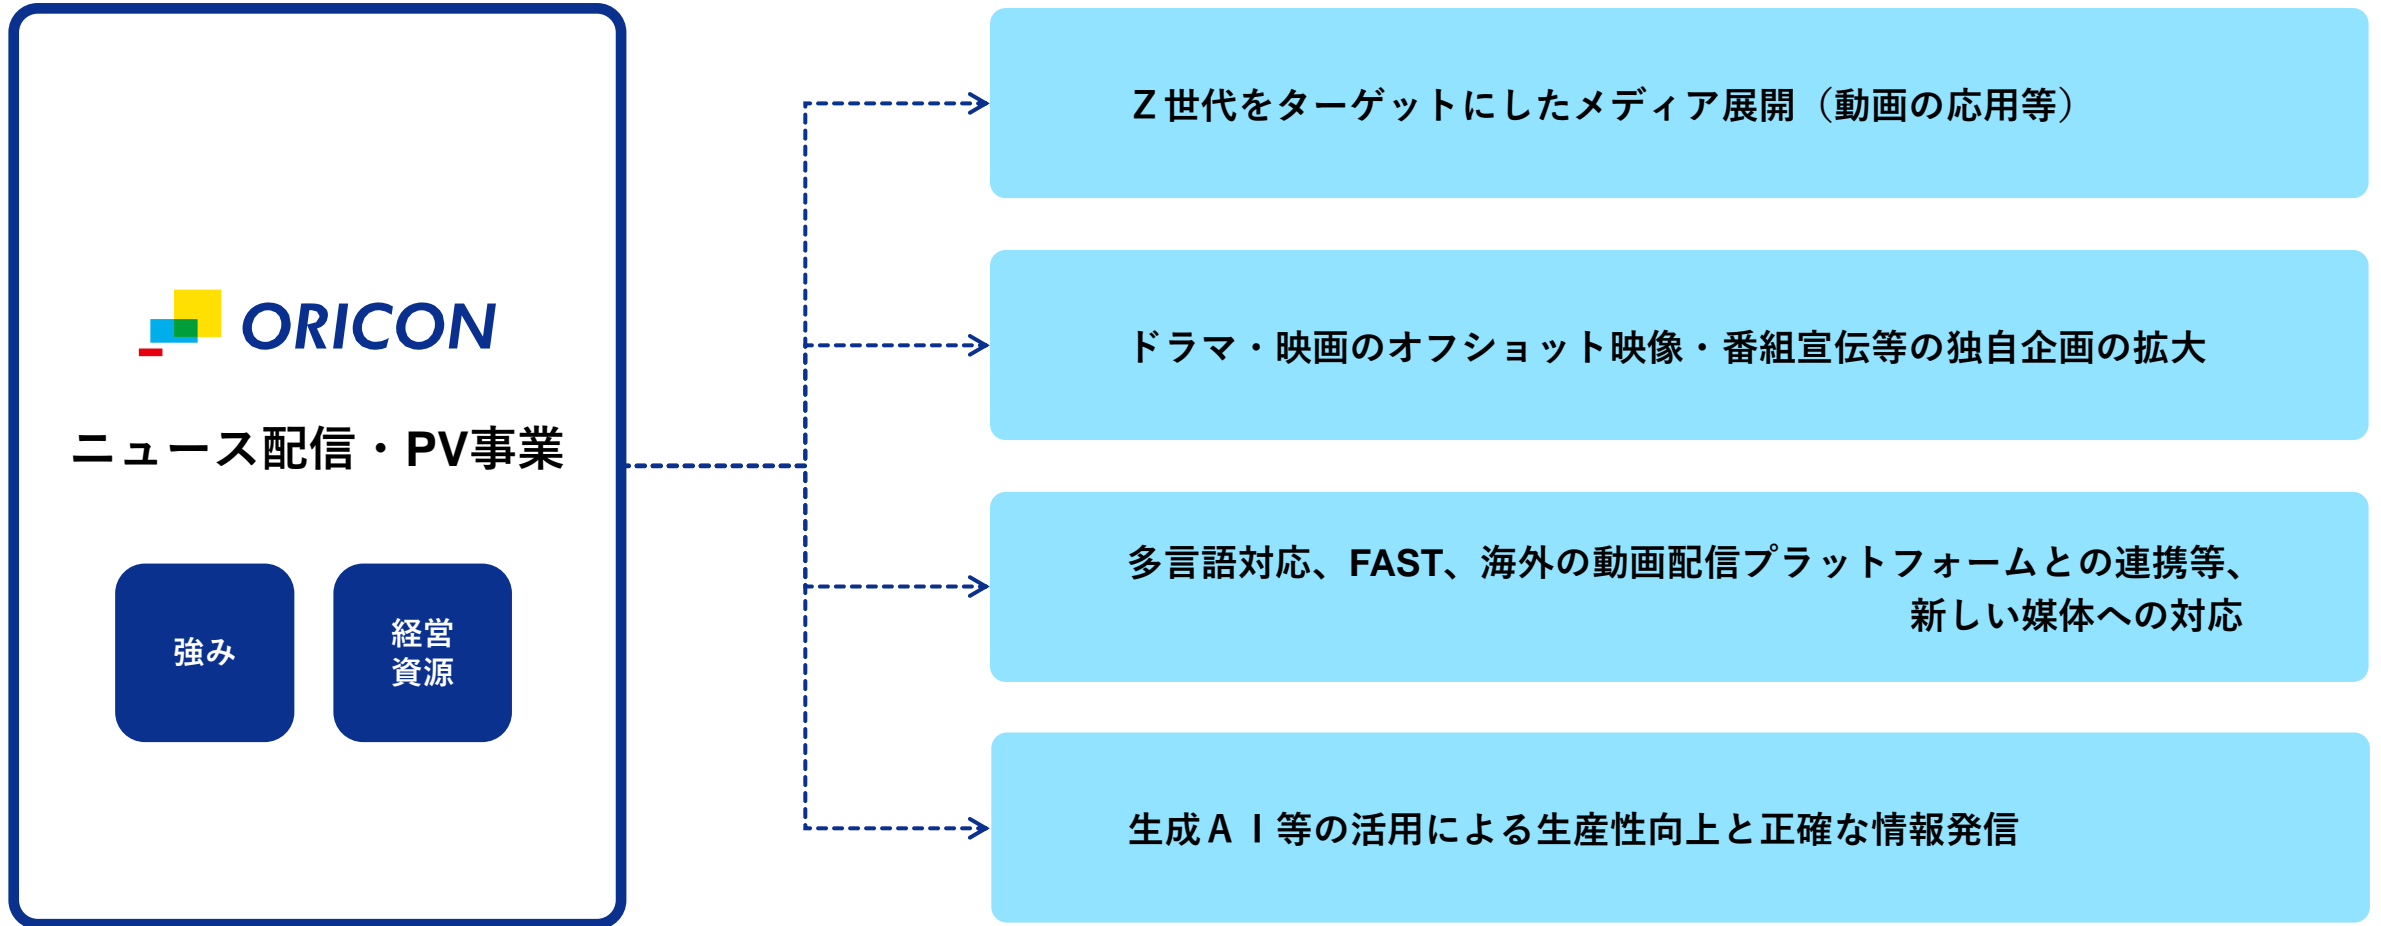 ORICON
ニュース配信・PV事業
強み
経営
資源
Ｚ世代をターゲットにしたメディア展開（動画の応用等）
ドラマ・映画のオフショット映像・番組宣伝等の独自企画の拡大
多言語対応、FAST、海外の動画配信プラットフォームとの連携等、
新しい媒体への対応
生成ＡＩ等の活用による生産性向上と正確な情報発信